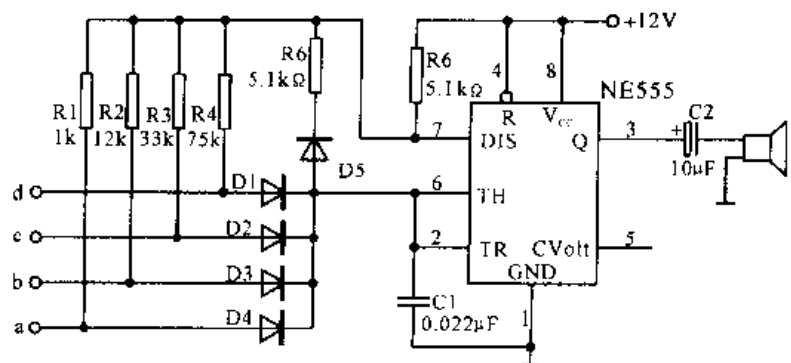 +12V
R6
5.1kΩ
R6
5.1kΩ
4
8
NE555
R1
1k
R2
12k
R3
33k
R4
75k
R
Vcc
C2
7
DIS
Q
3
+
10μF
D5
d
D1
6
TH
c
D2
2
TR
CVolt
5
b
D3
GND
C1
0.022μF
1
a
D4